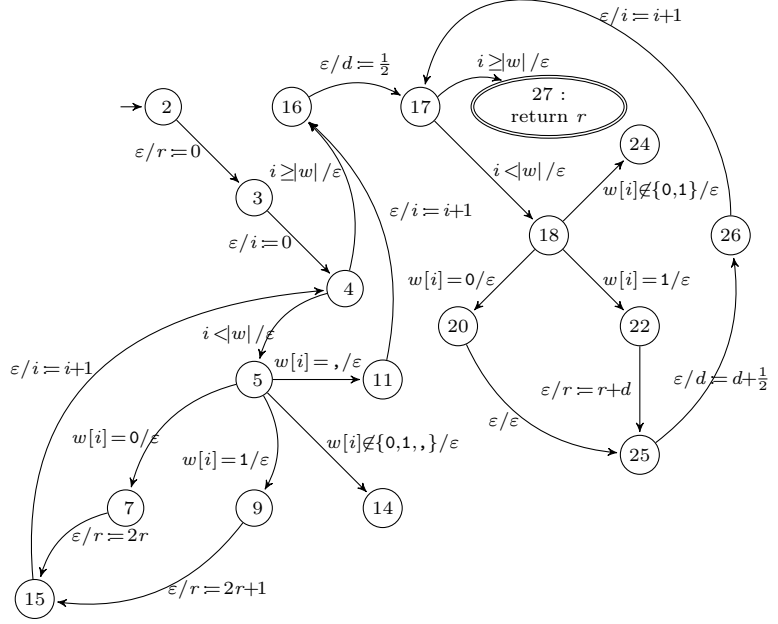 ε/i := i+1
ε/d := 1/2
i ≥ |w| / ε
2
16
17
27 :
return r
ε/r := 0
24
i ≥ |w| / ε
i < |w| / ε
w[i] ∉ {0,1} / ε
3
ε/i := i+1
18
26
ε/i := 0
4
w[i] = 0/ε
w[i] = 1/ε
i < |w| / ε
20
22
ε/i := i+1
w[i] = , /ε
5
11
ε/r := r+d
ε/d := d+1/2
w[i] = 0/ε
w[i] = 1/ε
w[i] ∉ {0,1,,} / ε
ε/ε
25
7
9
14
ε/r := 2r
15
ε/r := 2r+1